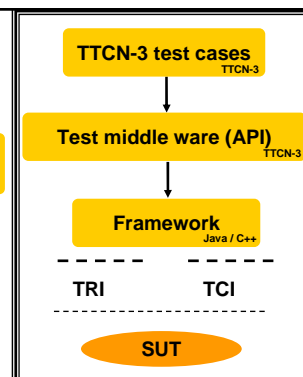 TTCN-3 test cases
TTCN-3
Test middle ware (API)
TTCN-3
Framework
Java / C++
TRI TCI
SUT